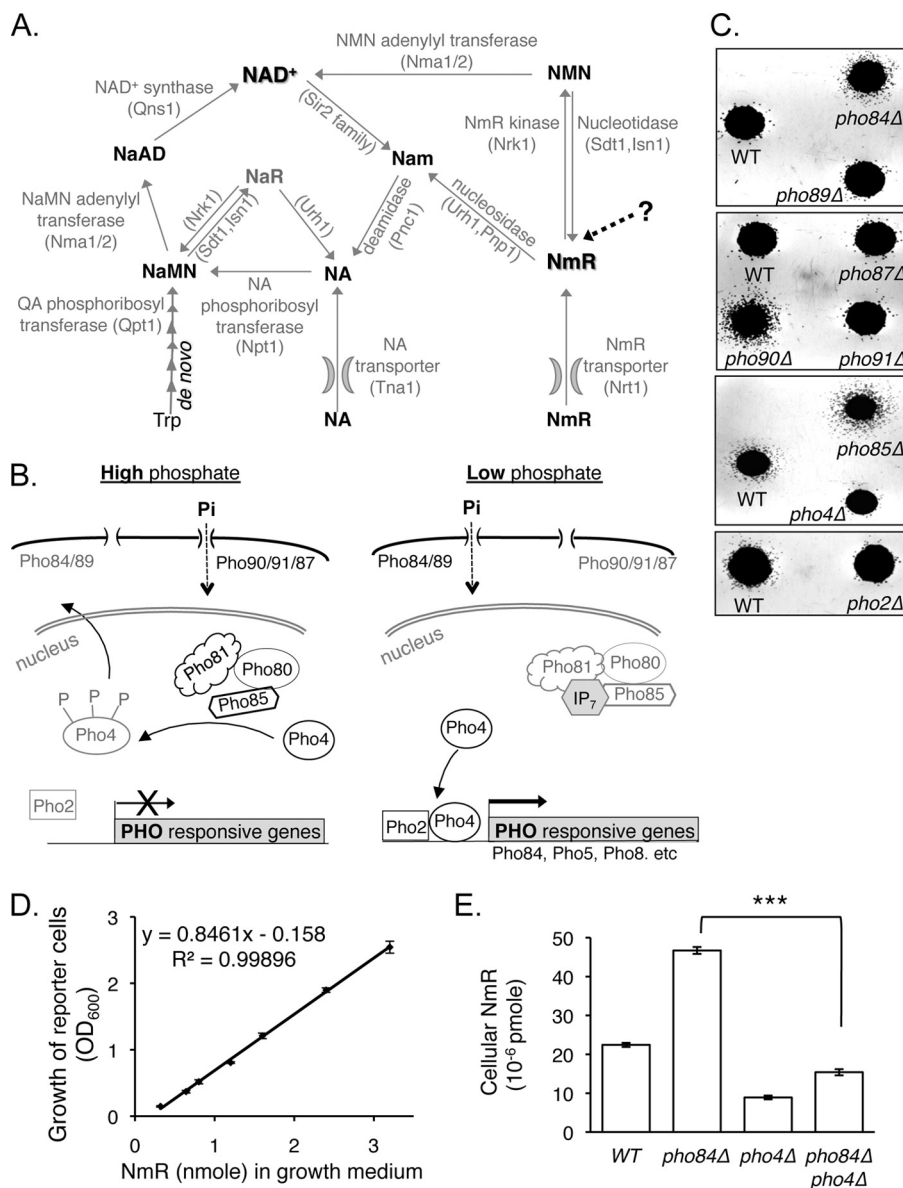 A.
NMN adenylyl transferase
(Nma1/2)
NAD⁺
NMN
NAD⁺ synthase
(Qns1)
(Sir2 family)
NmR kinase
(Nrk1)
Nucleotidase
(Sdt1,Isn1)
NaAD
NaR
Nam
NaMN adenylyl
transferase
(Nma1/2)
(Nrk1)
(Sdt1,Isn1)
(Urh1)
deamidase
(Pnc1)
nucleosidase
(Urh1,Pnp1)
?
NaMN
NA
NmR
QA phosphoribosyl
transferase (Qpt1)
NA
phosphoribosyl
transferase
(Npt1)
de novo
NA
transporter
(Tna1)
NmR
transporter
(Nrt1)
Trp
NA
NmR
B.
High phosphate
Pi
Pho84/89
Pho90/91/87
nucleus
Pho81
Pho80
Pho85
P P P
Pho4
Pho4
Pho2
X
PHO responsive genes
Low phosphate
Pi
Pho84/89
Pho90/91/87
nucleus
Pho81
Pho80
IP₇
Pho85
Pho4
Pho2
Pho4
PHO responsive genes
Pho84, Pho5, Pho8. etc
C.
pho84Δ
WT
pho89Δ
WT
pho87Δ
pho90Δ
pho91Δ
pho85Δ
WT
pho4Δ
WT
pho2Δ
D.
Growth of reporter cells
(OD₆₀₀)
3
2
1
0
y = 0.8461x - 0.158
R² = 0.99896
0 1 2 3
NmR (nmole) in growth medium
E.
Cellular NmR
(10⁻⁶ pmole)
50
40
30
20
10
0
***
WT
pho84Δ
pho4Δ
pho84Δ
pho4Δ